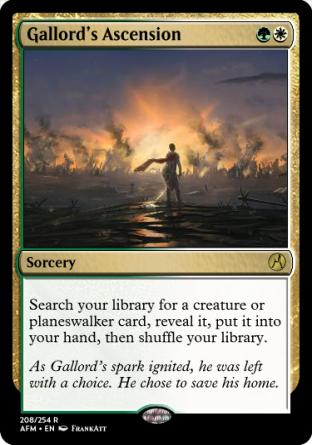 Gallord's Ascension
Sorcery
Search your library for a creature or
planeswalker card, reveal it, put it into
your hand, then shuffle your library.
As Gallord's spark ignited, he was left
with a choice. He chose to save his home.
208/254 R
AFM • EN FrankAtt